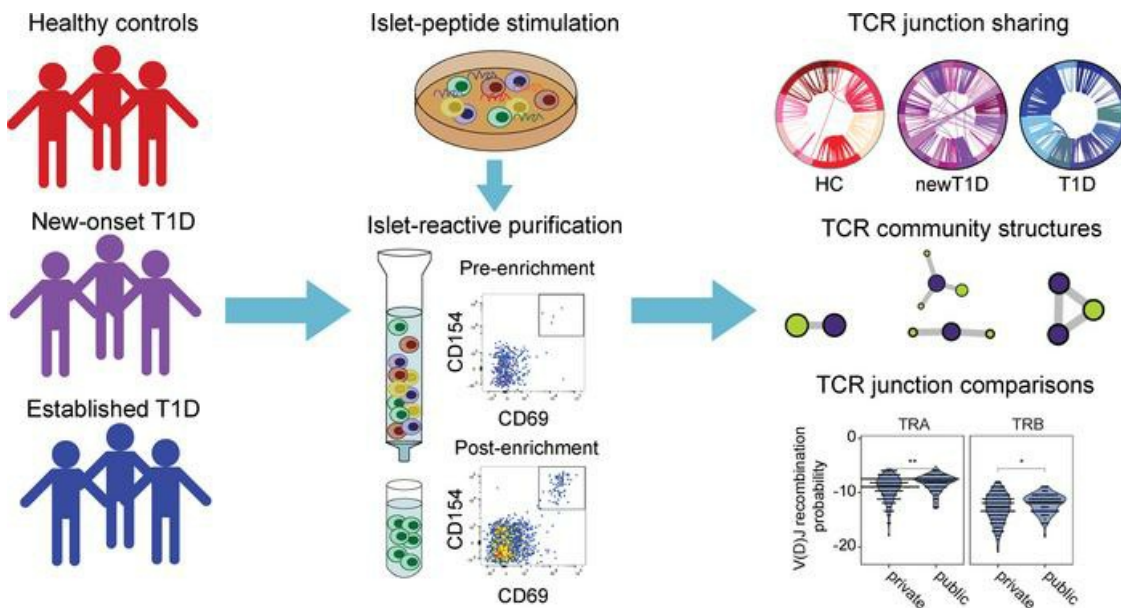 Healthy controls
New-onset T1D
Established T1D
Islet-peptide stimulation
Islet-reactive purification
Pre-enrichment
CD154
CD69
Post-enrichment
CD154
CD69
TCR junction sharing
HC
newT1D
T1D
TCR community structures
TCR junction comparisons
TRA
TRB
V(D)J recombination
probability
0
-10
-20
**
*
private
public
private
public